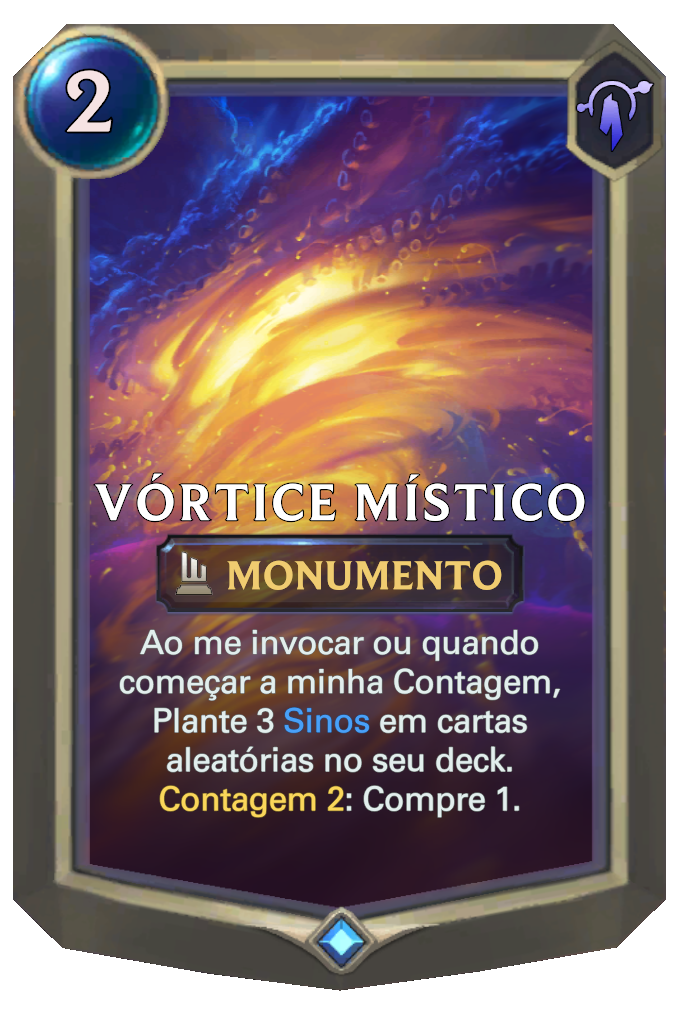 2
VÓRTICE MÍSTICO
MONUMENTO
Ao me invocar ou quando
começar a minha Contagem,
Plante 3 Sinos em cartas
aleatórias no seu deck.
Contagem 2: Compre 1.